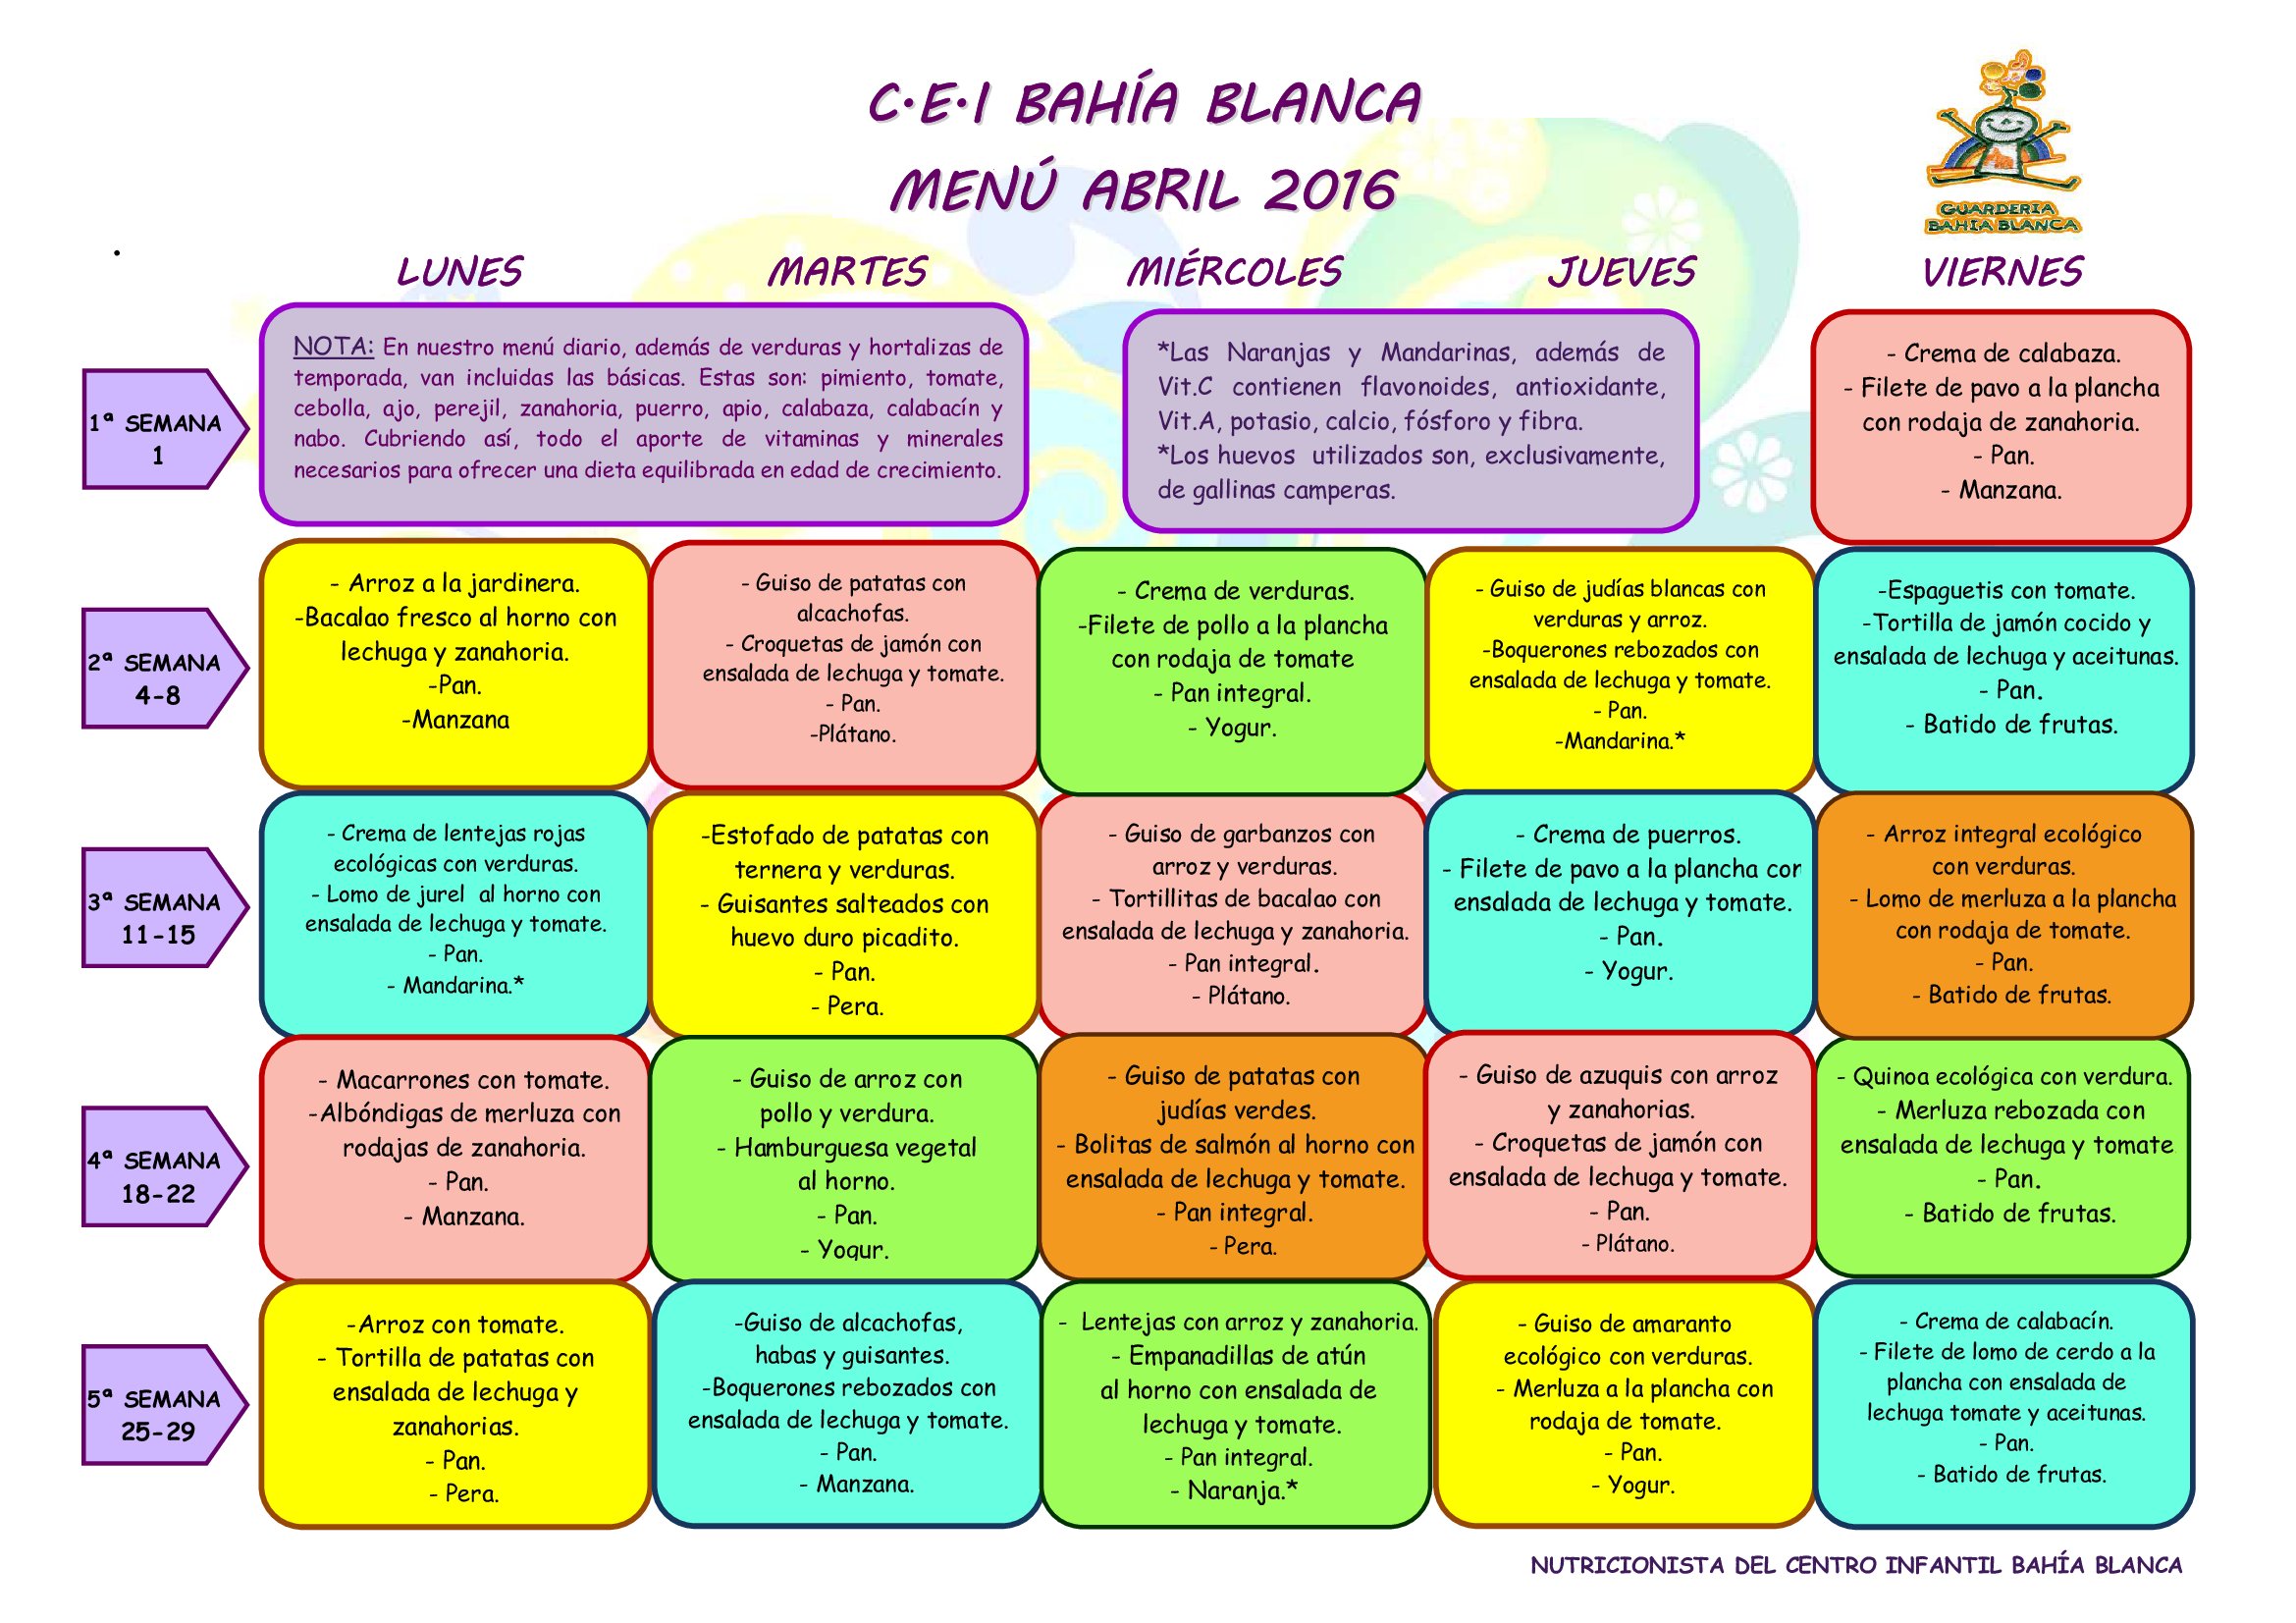 C·E·I BAHÍA BLANCA
MENÚ ABRIL 2016
GUARDERIA
BAHIA BLANCA
.
LUNES MARTES MIÉRCOLES JUEVES VIERNES
1ª SEMANA
1
NOTA: En nuestro menú diario, además de verduras y hortalizas de
temporada, van incluidas las básicas. Estas son: pimiento, tomate,
cebolla, ajo, perejil, zanahoria, puerro, apio, calabaza, calabacín y
nabo. Cubriendo así, todo el aporte de vitaminas y minerales
necesarios para ofrecer una dieta equilibrada en edad de crecimiento.
*Las Naranjas y Mandarinas, además de
Vit.C contienen flavonoides, antioxidante,
Vit.A, potasio, calcio, fósforo y fibra.
*Los huevos utilizados son, exclusivamente,
de gallinas camperas.
- Crema de calabaza.
- Filete de pavo a la plancha
con rodaja de zanahoria.
- Pan.
- Manzana.
2ª SEMANA
4-8
- Arroz a la jardinera.
-Bacalao fresco al horno con
lechuga y zanahoria.
-Pan.
-Manzana
- Guiso de patatas con
alcachofas.
- Croquetas de jamón con
ensalada de lechuga y tomate.
- Pan.
-Plátano.
- Crema de verduras.
-Filete de pollo a la plancha
con rodaja de tomate
- Pan integral.
- Yogur.
- Guiso de judías blancas con
verduras y arroz.
-Boquerones rebozados con
ensalada de lechuga y tomate.
- Pan.
-Mandarina.*
-Espaguetis con tomate.
-Tortilla de jamón cocido y
ensalada de lechuga y aceitunas.
- Pan.
- Batido de frutas.
3ª SEMANA
11-15
- Crema de lentejas rojas
ecológicas con verduras.
- Lomo de jurel al horno con
ensalada de lechuga y tomate.
- Pan.
- Mandarina.*
-Estofado de patatas con
ternera y verduras.
- Guisantes salteados con
huevo duro picadito.
- Pan.
- Pera.
- Guiso de garbanzos con
arroz y verduras.
- Tortillitas de bacalao con
ensalada de lechuga y zanahoria.
- Pan integral.
- Plátano.
- Crema de puerros.
- Filete de pavo a la plancha con
ensalada de lechuga y tomate.
- Pan.
- Yogur.
- Arroz integral ecológico
con verduras.
- Lomo de merluza a la plancha
con rodaja de tomate.
- Pan.
- Batido de frutas.
4ª SEMANA
18-22
- Macarrones con tomate.
-Albóndigas de merluza con
rodajas de zanahoria.
- Pan.
- Manzana.
- Guiso de arroz con
pollo y verdura.
- Hamburguesa vegetal
al horno.
- Pan.
- Yogur.
- Guiso de patatas con
judías verdes.
- Bolitas de salmón al horno con
ensalada de lechuga y tomate.
- Pan integral.
- Pera.
- Guiso de azuquis con arroz
y zanahorias.
- Croquetas de jamón con
ensalada de lechuga y tomate.
- Pan.
- Plátano.
- Quinoa ecológica con verdura.
- Merluza rebozada con
ensalada de lechuga y tomate
- Pan.
- Batido de frutas.
5ª SEMANA
25-29
-Arroz con tomate.
- Tortilla de patatas con
ensalada de lechuga y
zanahorias.
- Pan.
- Pera.
-Guiso de alcachofas,
habas y guisantes.
-Boquerones rebozados con
ensalada de lechuga y tomate.
- Pan.
- Manzana.
- Lentejas con arroz y zanahoria.
- Empanadillas de atún
al horno con ensalada de
lechuga y tomate.
- Pan integral.
- Naranja.*
- Guiso de amaranto
ecológico con verduras.
- Merluza a la plancha con
rodaja de tomate.
- Pan.
- Yogur.
- Crema de calabacín.
- Filete de lomo de cerdo a la
plancha con ensalada de
lechuga tomate y aceitunas.
- Pan.
- Batido de frutas.
NUTRICIONISTA DEL CENTRO INFANTIL BAHÍA BLANCA